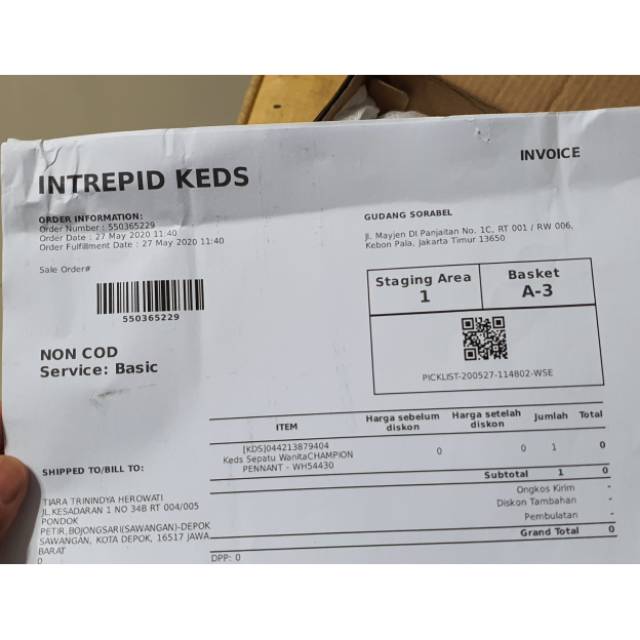 INTREPID KEDS
INVOICE
ORDER INFORMATION:
Order Number : 550365229
Order Date : 27 May 2020 11:40
Order Fulfillment Date : 27 May 2020 11:40
GUDANG SORABEL
Jl. Mayjen DI Panjaitan No. 1C, RT 001 / RW 006,
Kebon Pala, Jakarta Timur 13650
Sale Order#
550365229
Staging Area
1
Basket
A-3
PICKLIST-200527-114802-WSE
NON COD
Service: Basic
ITEM Harga sebelum diskon Harga setelah diskon Jumlah Total
[KDS]044213879404
Keds Sepatu WanitaCHAMPION
PENNANT - WH54430
0 0 1 0
Subtotal 1 0
Ongkos Kirim -
Diskon Tambahan -
Pembulatan -
Grand Total 0
DPP: 0
SHIPPED TO/BILL TO:
TIARA TRININDYA HEROWATI
JL.KESADARAN 1 NO 34B RT 004/005
PONDOK
PETIR,BOJONGSARI(SAWANGAN)-DEPOK
SAWANGAN, KOTA DEPOK, 16517 JAWA
BARAT
0